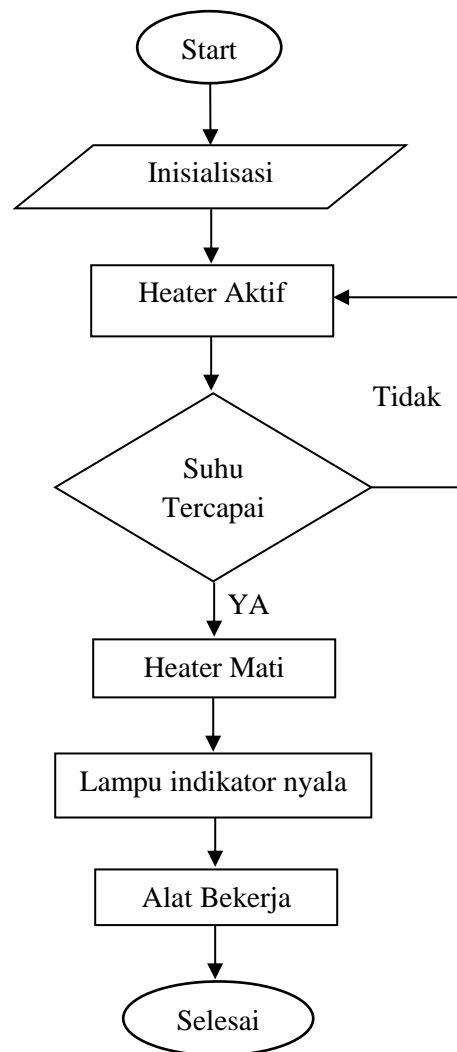 Start
Inisialisasi
Heater Aktif
Tidak
Suhu
Tercapai
YA
Heater Mati
Lampu indikator nyala
Alat Bekerja
Selesai